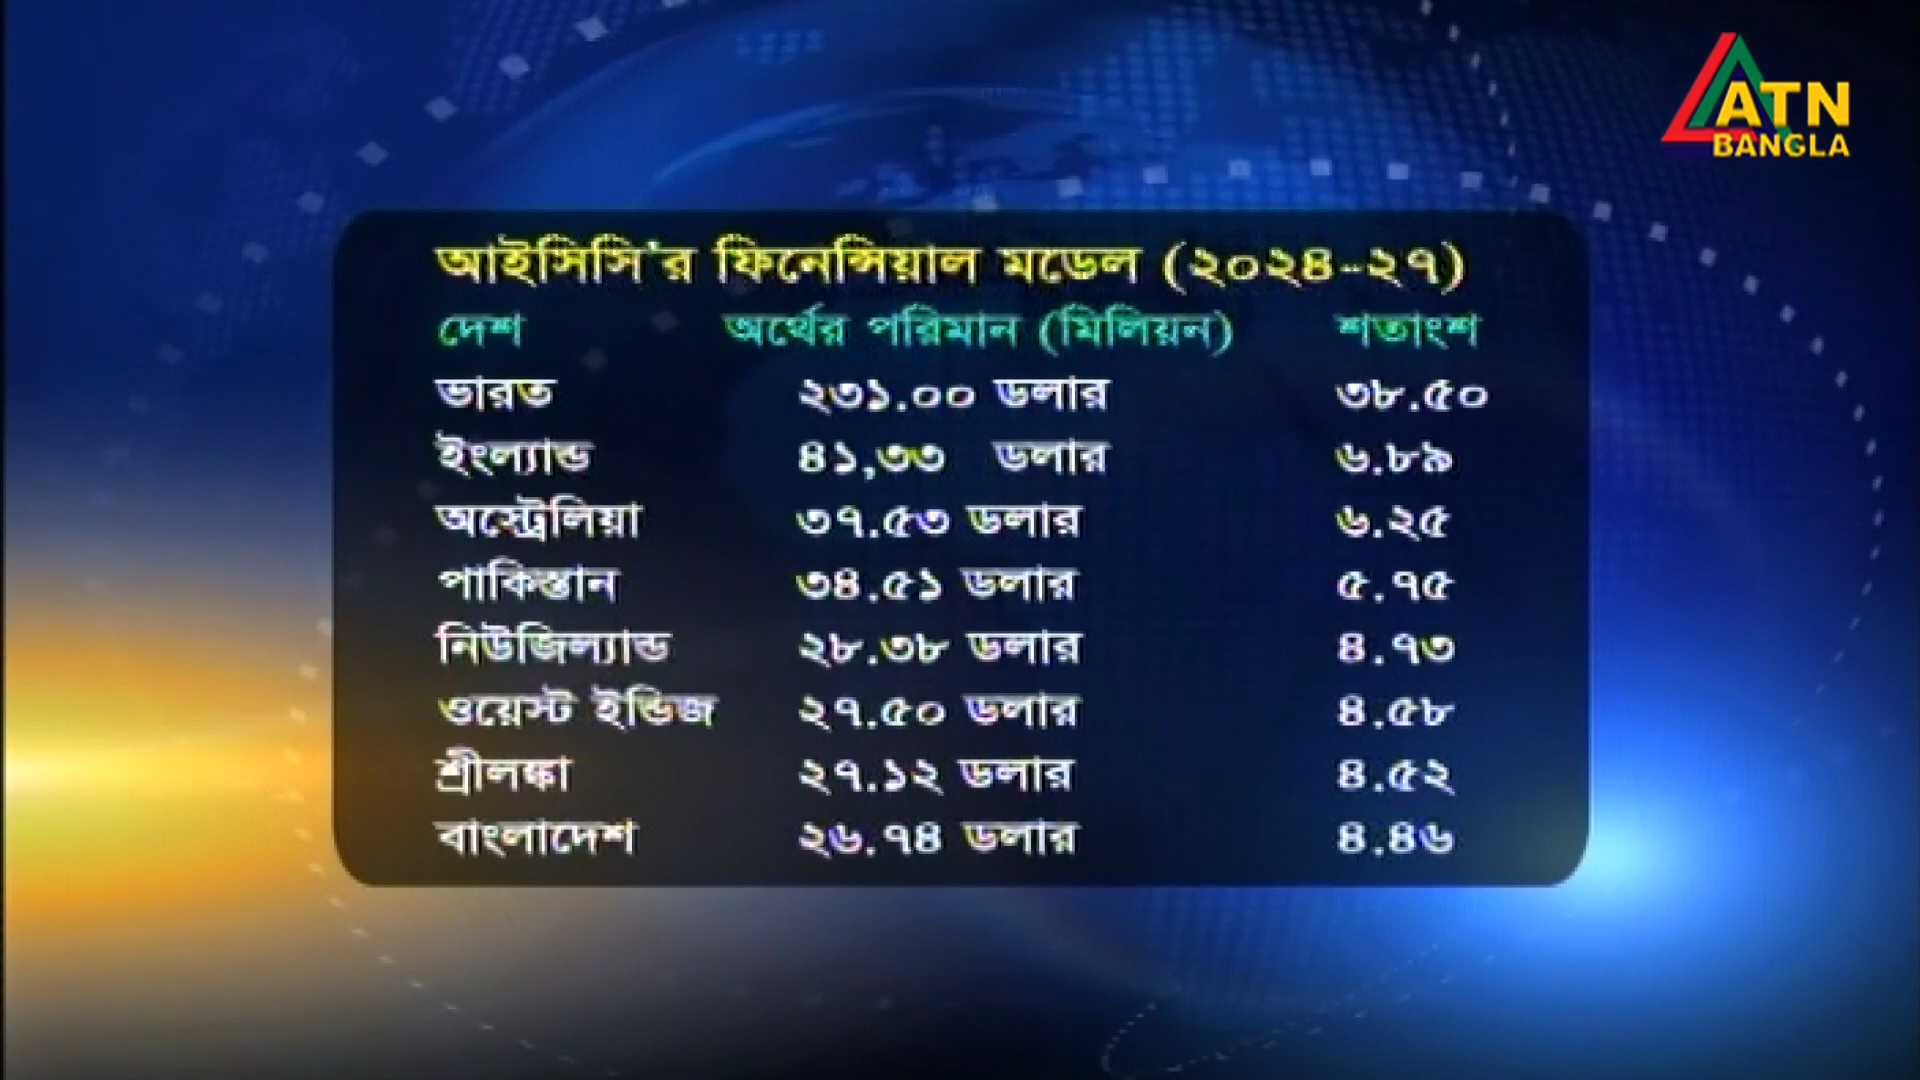 ATN
BANGLA
আইসিসি'র ফিনেন্সিয়াল মডেল (২০২৪-২৭)
দেশ অর্থের পরিমান (মিলিয়ন) শতাংশ
ভারত ২৩১.০০ ডলার ৩৮.৫০
ইংল্যান্ড ৪১,৩৩ ডলার ৬.৮৯
অস্ট্রেলিয়া ৩৭.৫৩ ডলার ৬.২৫
পাকিস্তান ৩৪.৫১ ডলার ৫.৭৫
নিউজিল্যান্ড ২৮.৩৮ ডলার ৪.৭৩
ওয়েস্ট ইন্ডিজ ২৭.৫০ ডলার ৪.৫৮
শ্রীলঙ্কা ২৭.১২ ডলার ৪.৫২
বাংলাদেশ ২৬.৭৪ ডলার ৪.৪৬